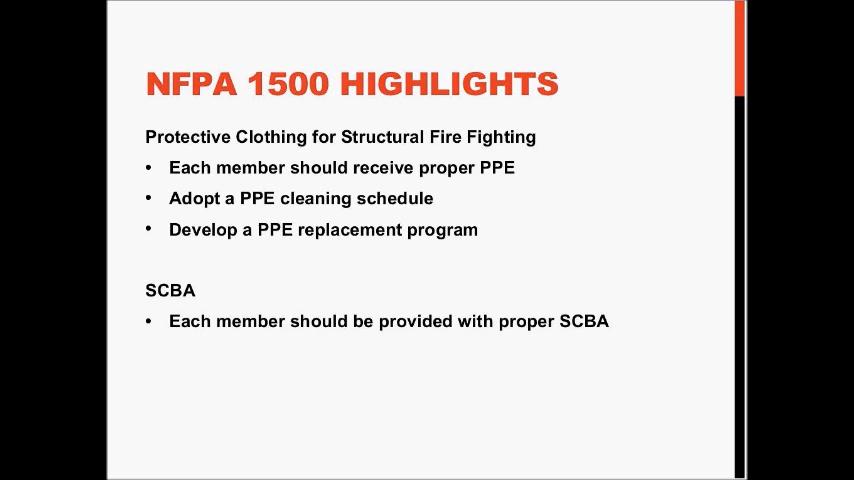 NFPA 1500 HIGHLIGHTS
Protective Clothing for Structural Fire Fighting
• Each member should receive proper PPE
• Adopt a PPE cleaning schedule
• Develop a PPE replacement program
SCBA
• Each member should be provided with proper SCBA